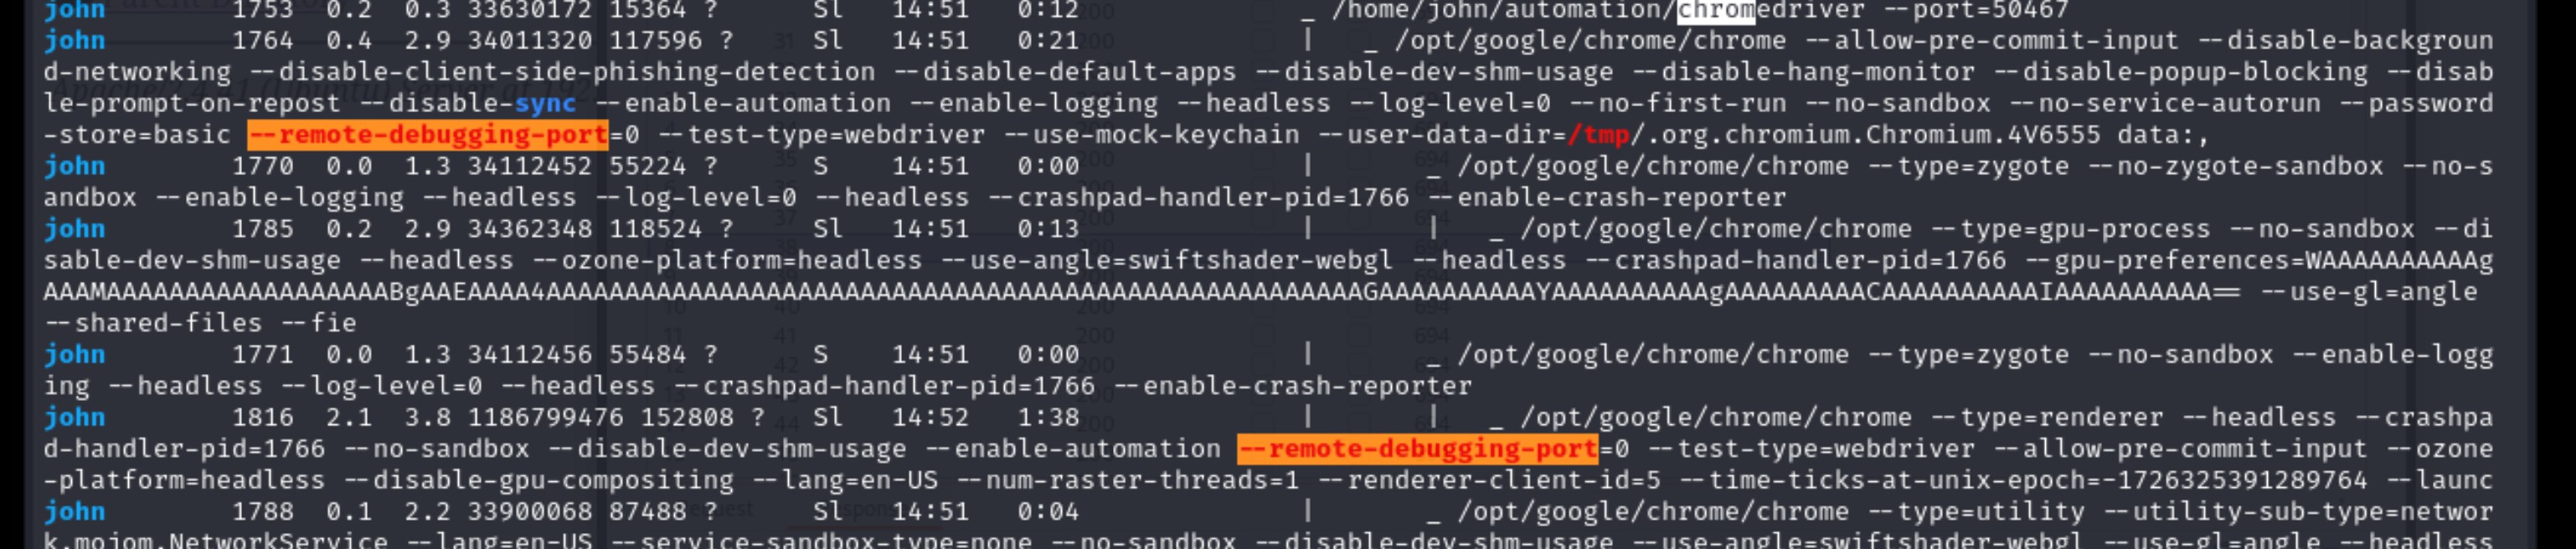 john 1753 0.2 0.3 33630172 15364 ? Sl 14:51 0:12 _ /home/john/automation/chromedriver --port=50467
john 1764 0.4 2.9 34011320 117596 ? Sl 14:51 0:21 | _ /opt/google/chrome/chrome --allow-pre-commit-input --disable-backgroun
d-networking --disable-client-side-phishing-detection --disable-default-apps --disable-dev-shm-usage --disable-hang-monitor --disable-popup-blocking --disab
le-prompt-on-repost --disable-sync --enable-automation --enable-logging --headless --log-level=0 --no-first-run --no-sandbox --no-service-autorun --password
-store=basic --remote-debugging-port=0 --test-type=webdriver --use-mock-keychain --user-data-dir=/tmp/.org.chromium.Chromium.4V6555 data:,
john 1770 0.0 1.3 34112452 55224 ? S 14:51 0:00 | _ /opt/google/chrome/chrome --type=zygote --no-zygote-sandbox --no-s
andbox --enable-logging --headless --log-level=0 --headless --crashpad-handler-pid=1766 --enable-crash-reporter
john 1785 0.2 2.9 34362348 118524 ? Sl 14:51 0:13 | | _ /opt/google/chrome/chrome --type=gpu-process --no-sandbox --di
sable-dev-shm-usage --headless --ozone-platform=headless --use-angle=swiftshader-webgl --headless --crashpad-handler-pid=1766 --gpu-preferences=WAAAAAAAAAAg
AAAMAAAAAAAAAAAAAAAAAABgAAEAAAA4AAAAAAAAAAAAAAAAAAAAAAAAAAAAAAAAAAAAAAAAAAAAAAAAAAAAGAAAAAAAAAAYAAAAAAAAAAgAAAAAAAAACAAAAAAAAAAIAAAAAAAAAA== --use-gl=angle
--shared-files --fie
john 1771 0.0 1.3 34112456 55484 ? S 14:51 0:00 | _ /opt/google/chrome/chrome --type=zygote --no-sandbox --enable-logg
ing --headless --log-level=0 --headless --crashpad-handler-pid=1766 --enable-crash-reporter
john 1816 2.1 3.8 1186799476 152808 ? Sl 14:52 1:38 | | _ /opt/google/chrome/chrome --type=renderer --headless --crashpa
d-handler-pid=1766 --no-sandbox --disable-dev-shm-usage --enable-automation --remote-debugging-port=0 --test-type=webdriver --allow-pre-commit-input --ozone
-platform=headless --disable-gpu-compositing --lang=en-US --num-raster-threads=1 --renderer-client-id=5 --time-ticks-at-unix-epoch=-1726325391289764 --launc
john 1788 0.1 2.2 33900068 87488 ? Sl 14:51 0:04 | _ /opt/google/chrome/chrome --type=utility --utility-sub-type=networ
k.mojom.NetworkService --lang=en-US --service-sandbox-type=none --no-sandbox --disable-dev-shm-usage --use-angle=swiftshader-webgl --use-gl=angle --headless